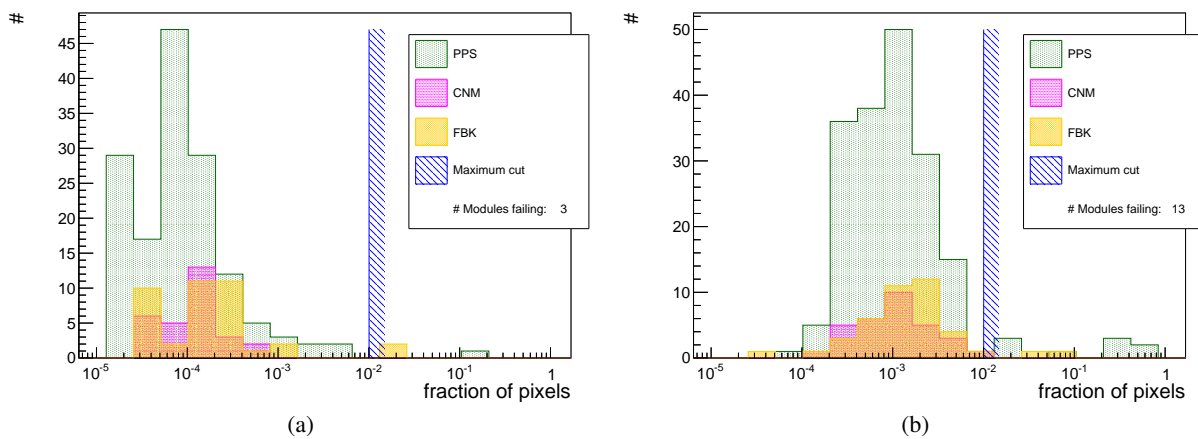 #
45
40
35
30
25
20
15
10
5
0
PPS
CNM
FBK
Maximum cut
# Modules failing: 3
10-5 10-4 10-3 10-2 10-1 1
fraction of pixels
(a)
#
50
40
30
20
10
0
PPS
CNM
FBK
Maximum cut
# Modules failing: 13
10-5 10-4 10-3 10-2 10-1 1
fraction of pixels
(b)